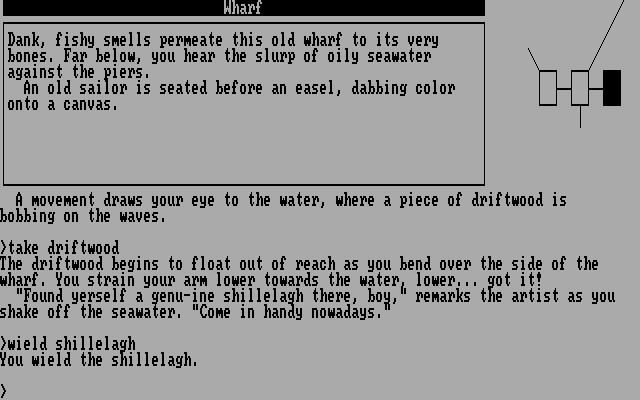 Wharf
Dank, fishy smells permeate this old wharf to its very
bones. Far below, you hear the slurp of oily seawater
against the piers.
An old sailor is seated before an easel, dabbing color
onto a canvas.
A movement draws your eye to the water, where a piece of driftwood is
bobbing on the waves.
>take driftwood
The driftwood begins to float out of reach as you bend over the side of the
wharf. You strain your arm lower towards the water, lower... got it!
"Found yerself a genu-ine shillelagh there, boy," remarks the artist as you
shake off the seawater. "Come in handy nowadays."
>wield shillelagh
You wield the shillelagh.
>